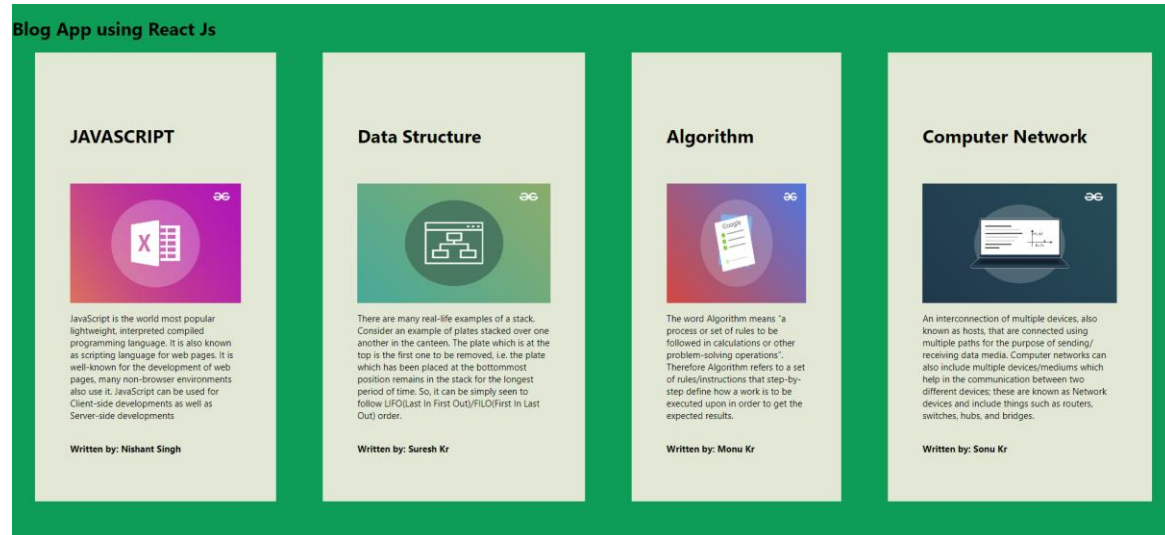 Blog App using React Js
JAVASCRIPT
X
JavaScript is the world most popular
lightweight, interpreted compiled
programming language. It is also known
as scripting language for web pages. It is
well-known for the development of web
pages, many non-browser environments
also use it. JavaScript can be used for
Client-side developments as well as
Server-side developments
Written by: Nishant Singh
Data Structure
There are many real-life examples of a stack.
Consider an example of plates stacked over one
another in the canteen. The plate which is at the
top is the first one to be removed, i.e. the plate
which has been placed at the bottommost
position remains in the stack for the longest
period of time. So, it can be simply seen to
follow LIFO(Last In First Out)/FILO(First In Last
Out) order.
Written by: Suresh Kr
Algorithm
Google
The word Algorithm means "a
process or set of rules to be
followed in calculations or other
problem-solving operations".
Therefore Algorithm refers to a set
of rules/instructions that step-by-
step define how a work is to be
executed upon in order to get the
expected results.
Written by: Monu Kr
Computer Network
An interconnection of multiple devices, also
known as hosts, that are connected using
multiple paths for the purpose of sending/
receiving data media. Computer networks can
also include multiple devices/mediums which
help in the communication between two
different devices; these are known as Network
devices and include things such as routers,
switches, hubs, and bridges.
Written by: Sonu Kr